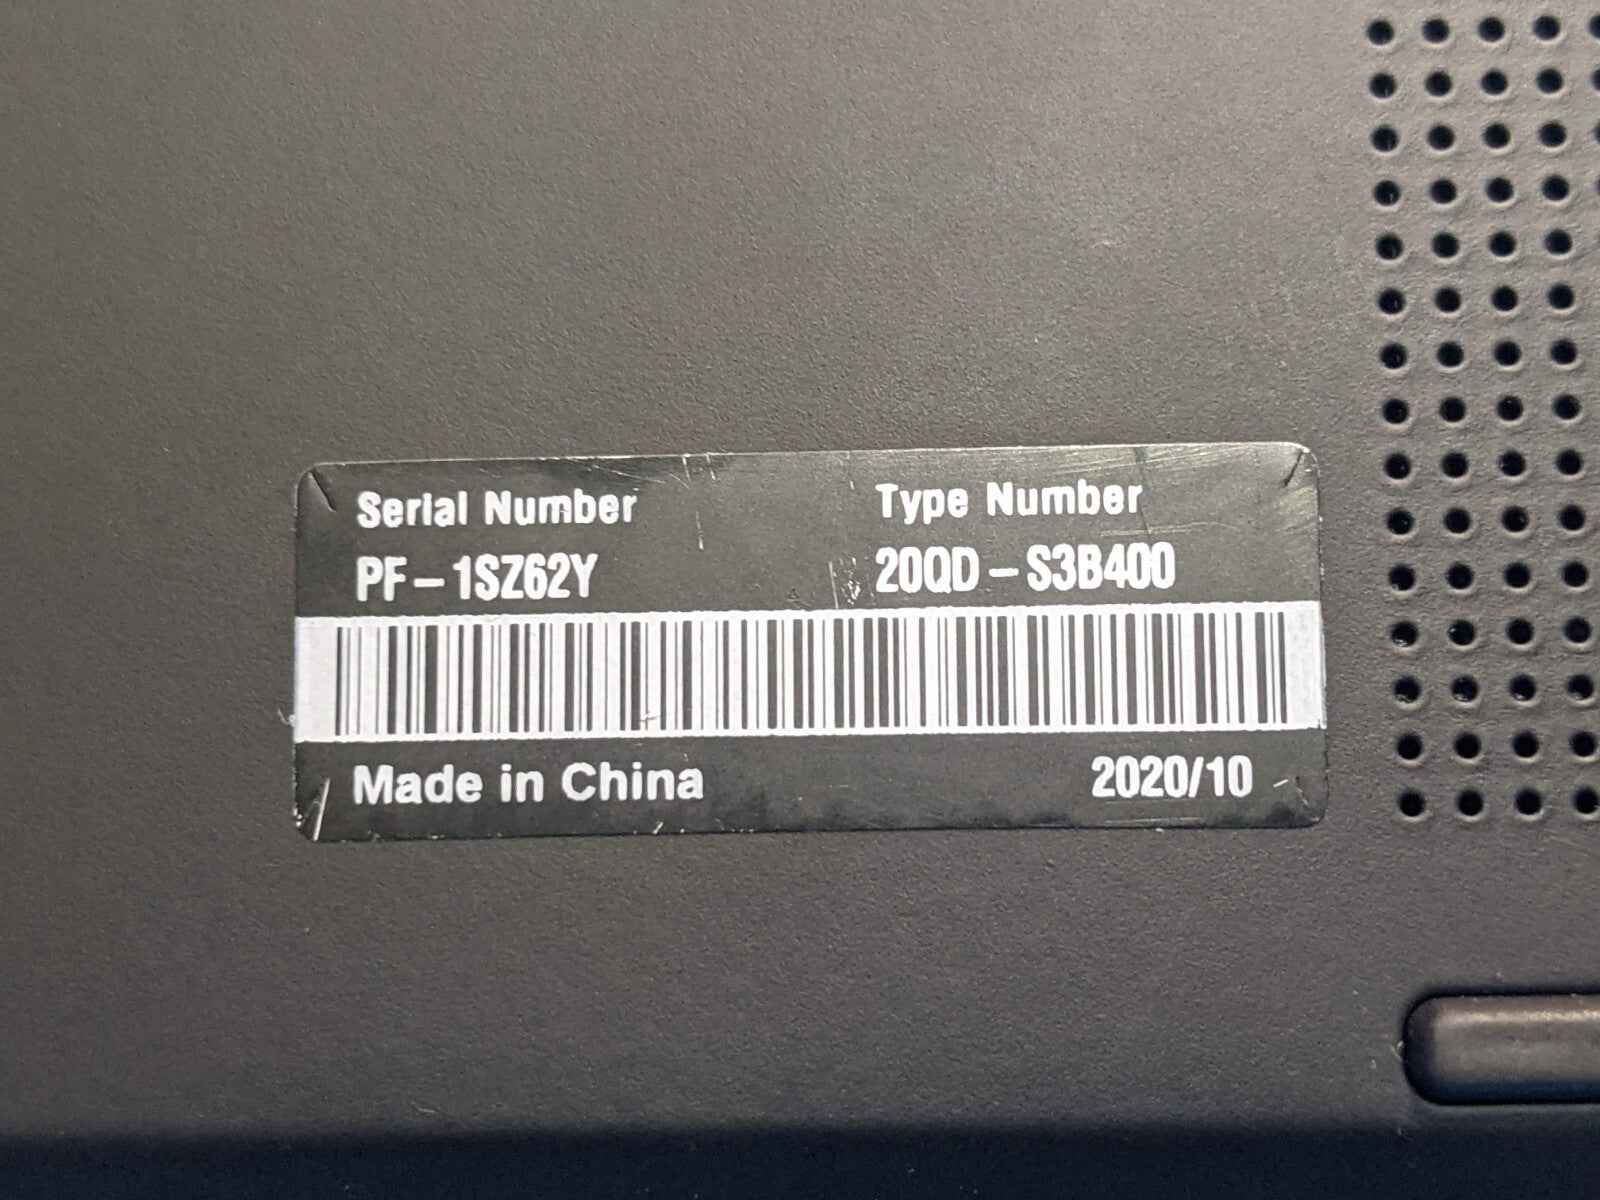 Serial Number Type Number
PF-1SZ62Y 20QD-S3B400
Made in China 2020/10